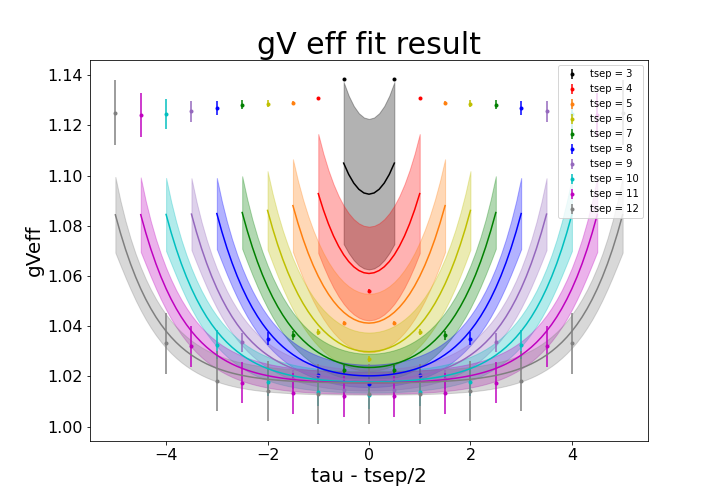 gV eff fit result
gVeff
1.14
1.12
1.10
1.08
1.06
1.04
1.02
1.00
−4
−2
0
2
4
tau - tsep/2
tsep = 3
tsep = 4
tsep = 5
tsep = 6
tsep = 7
tsep = 8
tsep = 9
tsep = 10
tsep = 11
tsep = 12